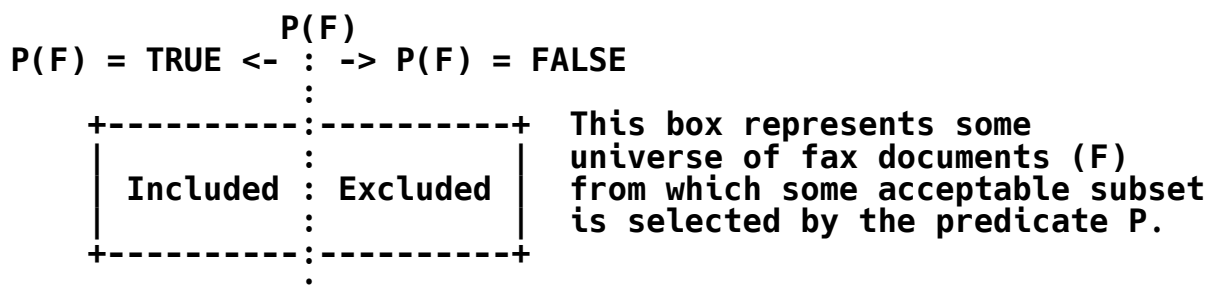 P(F)
P(F) = TRUE <- : -> P(F) = FALSE
                   :
     +----------:----------+  This box represents some
     |          :          |  universe of fax documents (F)
     | Included : Excluded |  from which some acceptable subset
     |          :          |  is selected by the predicate P.
     +----------:----------+
                   :